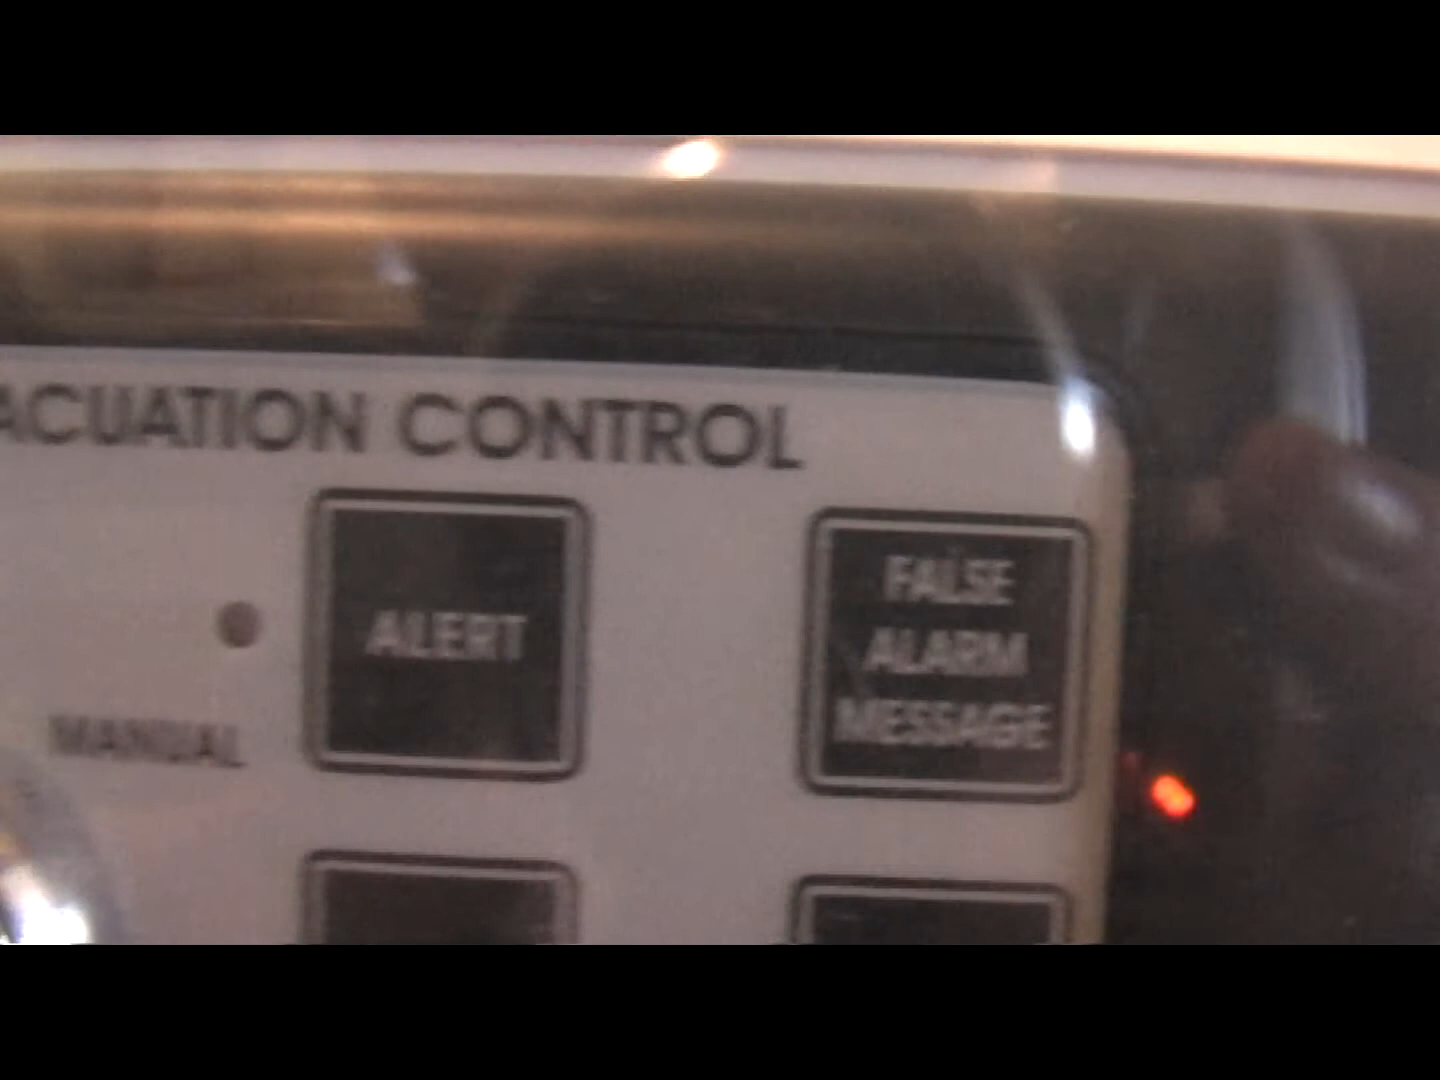 ACUATION CONTROL
ALERT
FALSE
ALARM
MESSAGE
MANUAL